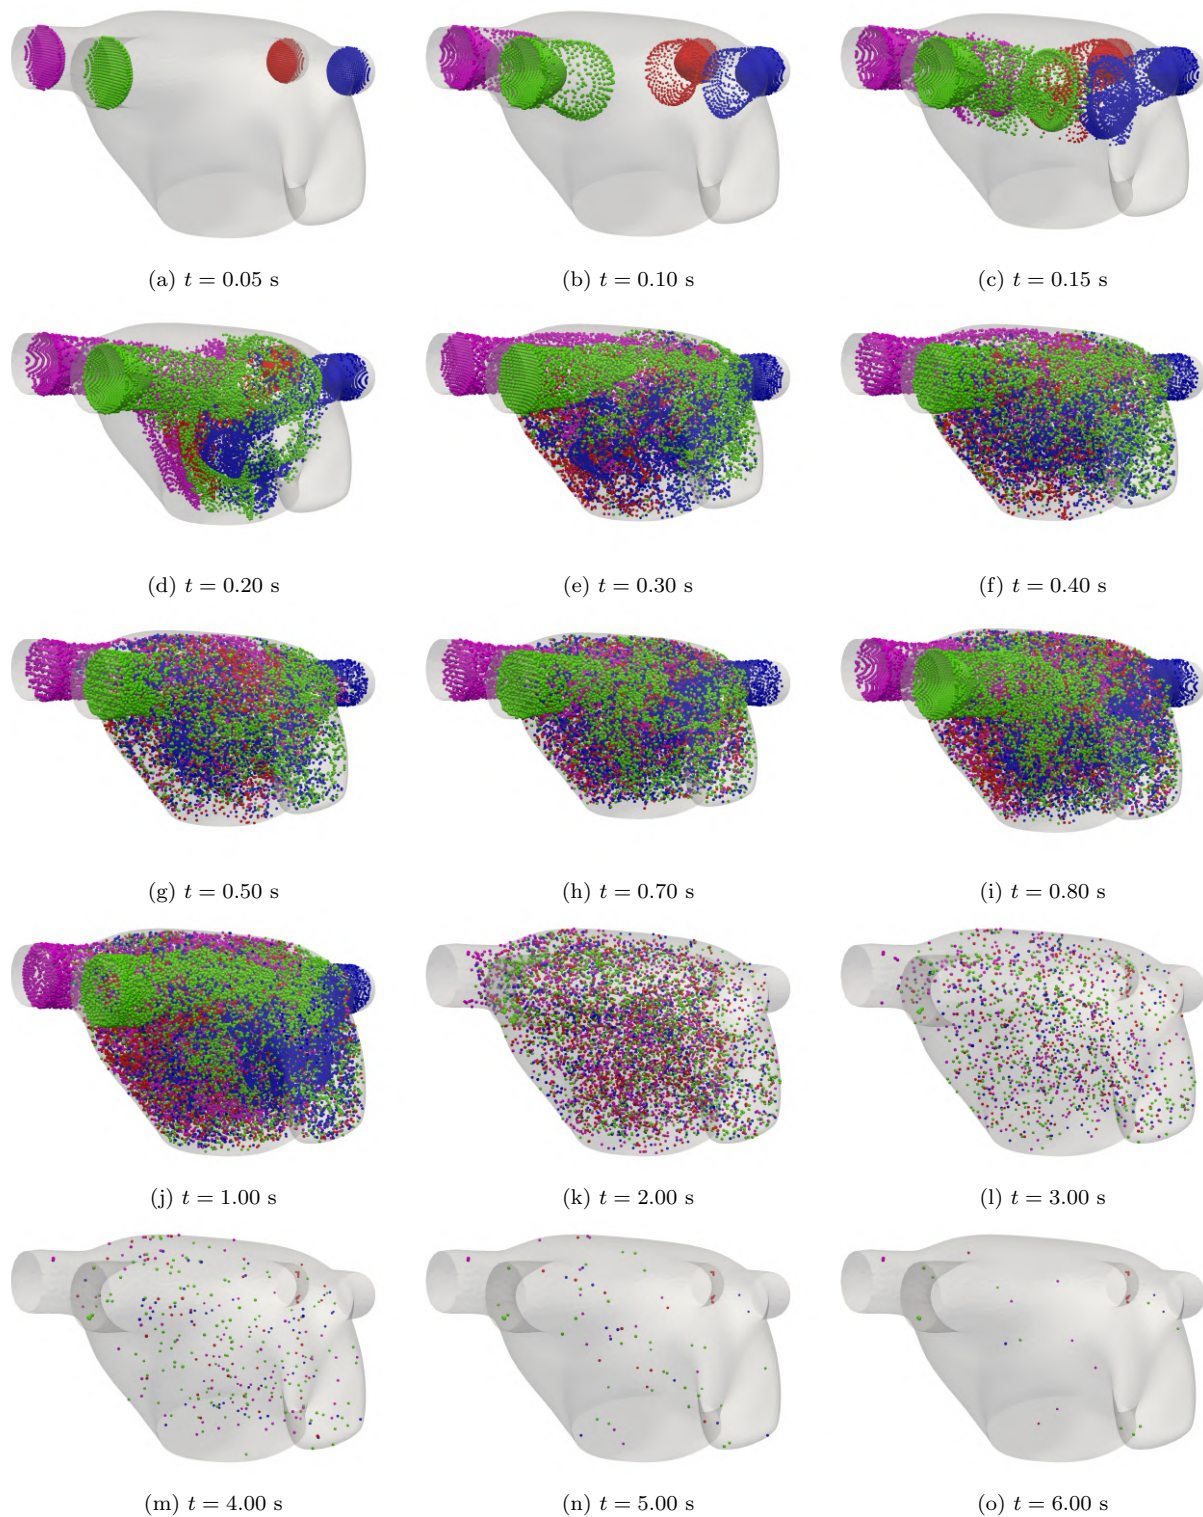 (a) t = 0.05 s
(b) t = 0.10 s
(c) t = 0.15 s
(d) t = 0.20 s
(e) t = 0.30 s
(f) t = 0.40 s
(g) t = 0.50 s
(h) t = 0.70 s
(i) t = 0.80 s
(j) t = 1.00 s
(k) t = 2.00 s
(l) t = 3.00 s
(m) t = 4.00 s
(n) t = 5.00 s
(o) t = 6.00 s